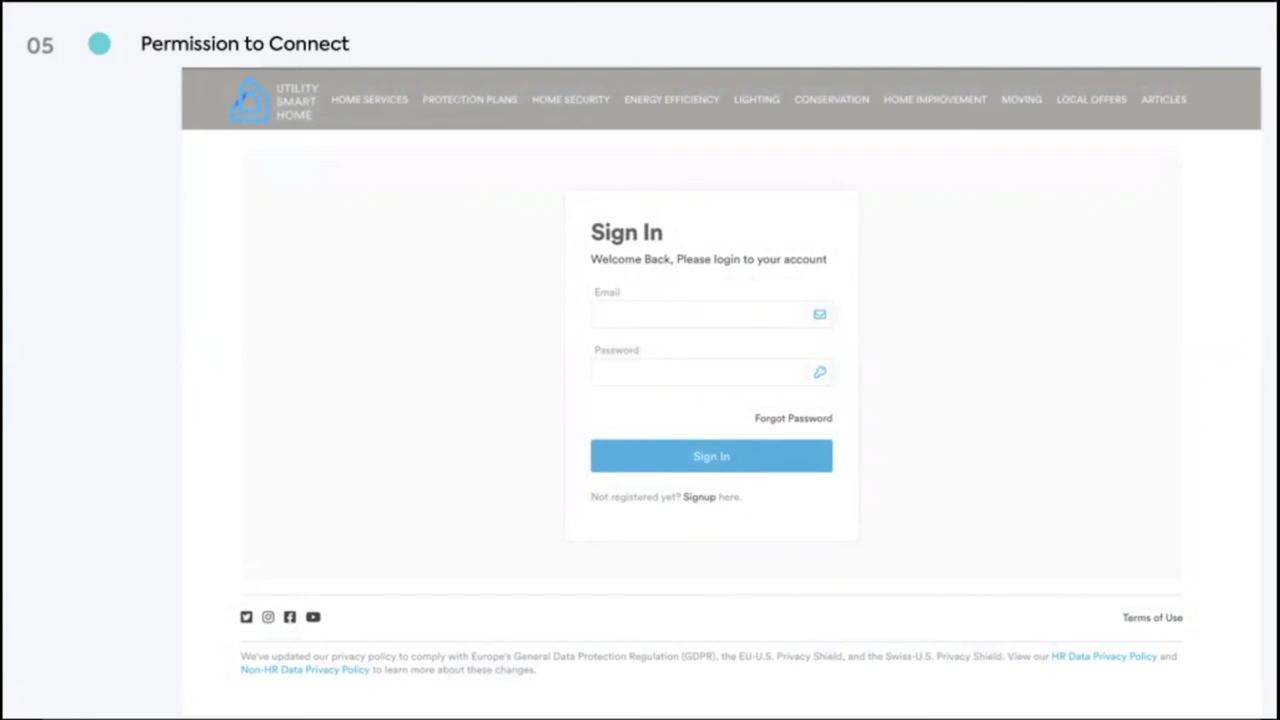 05
Permission to Connect
UTILITY
SMART
HOME
HOME SERVICES PROTECTION PLANS HOME SECURITY ENERGY EFFICIENCY LIGHTING CONSERVATION HOME IMPROVEMENT MOVING LOCAL OFFERS ARTICLES
Sign In
Welcome Back, Please login to your account
Email
Password
Forgot Password
Sign In
Not registered yet? Signup here.
Terms of Use
We've updated our privacy policy to comply with Europe's General Data Protection Regulation (GDPR), the EU-U.S. Privacy Shield, and the Swiss-U.S. Privacy Shield. View our HR Data Privacy Policy and
Non-HR Data Privacy Policy to learn more about these changes.